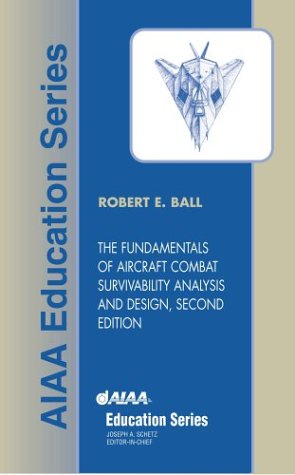 AIAA Education Series
ROBERT E. BALL
THE FUNDAMENTALS
OF AIRCRAFT COMBAT
SURVIVABILITY ANALYSIS
AND DESIGN, SECOND
EDITION
AIAA
Education Series
JOSEPH A. SCHETZ
EDITOR-IN-CHIEF